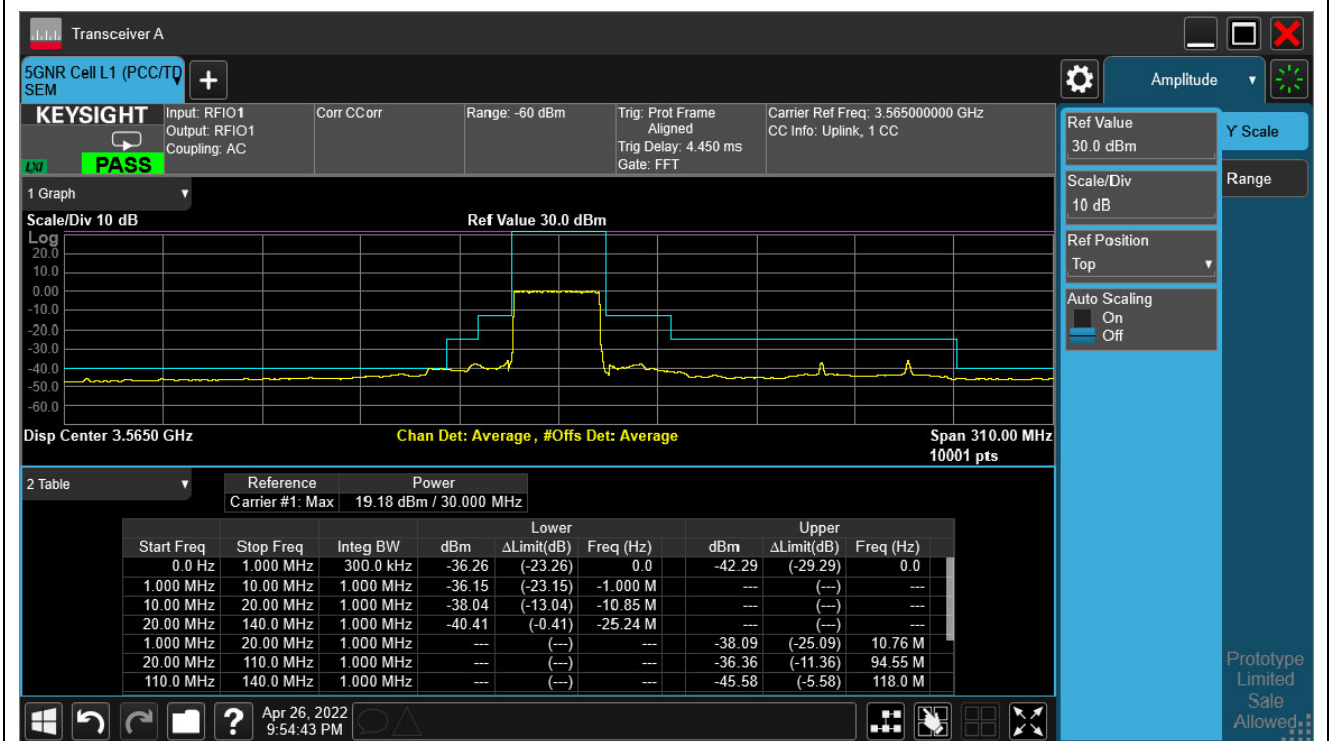 Transceiver A
5GNR Cell L1 (PCC/TD
SEM
+
Amplitude
KEYSIGHT
LXI
PASS
Input: RFIO1
Output: RFIO1
Coupling: AC
Corr CCorr
Range: -60 dBm
Trig: Prot Frame
Aligned
Trig Delay: 4.450 ms
Gate: FFT
Carrier Ref Freq: 3.565000000 GHz
CC Info: Uplink, 1 CC
Ref Value
30.0 dBm
Y Scale
Scale/Div
10 dB
Range
Ref Position
Top
Auto Scaling
On
Off
1 Graph
Scale/Div 10 dB
Ref Value 30.0 dBm
Log
20.0
10.0
0.00
-10.0
-20.0
-30.0
-40.0
-50.0
-60.0
Disp Center 3.5650 GHz
Chan Det: Average , #Offs Det: Average
Span 310.00 MHz
10001 pts
2 Table
Reference Power
Carrier #1: Max 19.18 dBm / 30.000 MHz
Lower Upper
Start Freq Stop Freq Integ BW dBm ΔLimit(dB) Freq (Hz) dBm ΔLimit(dB) Freq (Hz)
0.0 Hz 1.000 MHz 300.0 kHz -36.26 (-23.26) 0.0 -42.29 (-29.29) 0.0
1.000 MHz 10.00 MHz 1.000 MHz -36.15 (-23.15) -1.000 M --- (---) ---
10.00 MHz 20.00 MHz 1.000 MHz -38.04 (-13.04) -10.85 M --- (---) ---
20.00 MHz 140.0 MHz 1.000 MHz -40.41 (-0.41) -25.24 M --- (---) ---
1.000 MHz 20.00 MHz 1.000 MHz --- (---) --- -38.09 (-25.09) 10.76 M
20.00 MHz 110.0 MHz 1.000 MHz --- (---) --- -36.36 (-11.36) 94.55 M
110.0 MHz 140.0 MHz 1.000 MHz --- (---) --- -45.58 (-5.58) 118.0 M
Prototype
Limited
Sale
Allowed
?
Apr 26, 2022
9:54:43 PM